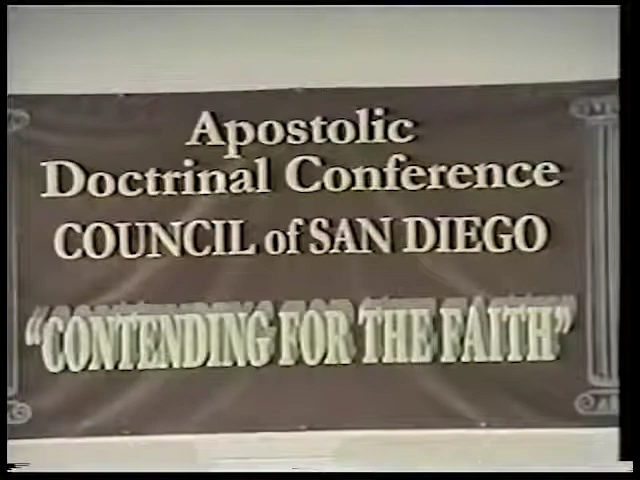 Apostolic
Doctrinal Conference
COUNCIL of SAN DIEGO
"CONTENDING FOR THE FAITH"